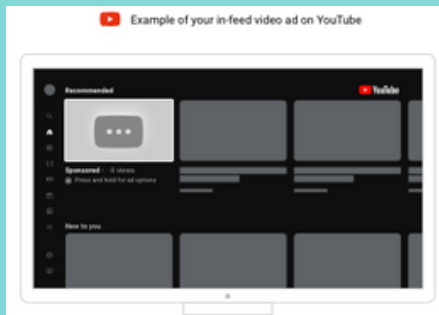 Example of your in-feed video ad on YouTube
Recommended
YouTube
Sponsored · 0 views
Press and hold for ad options
New to you